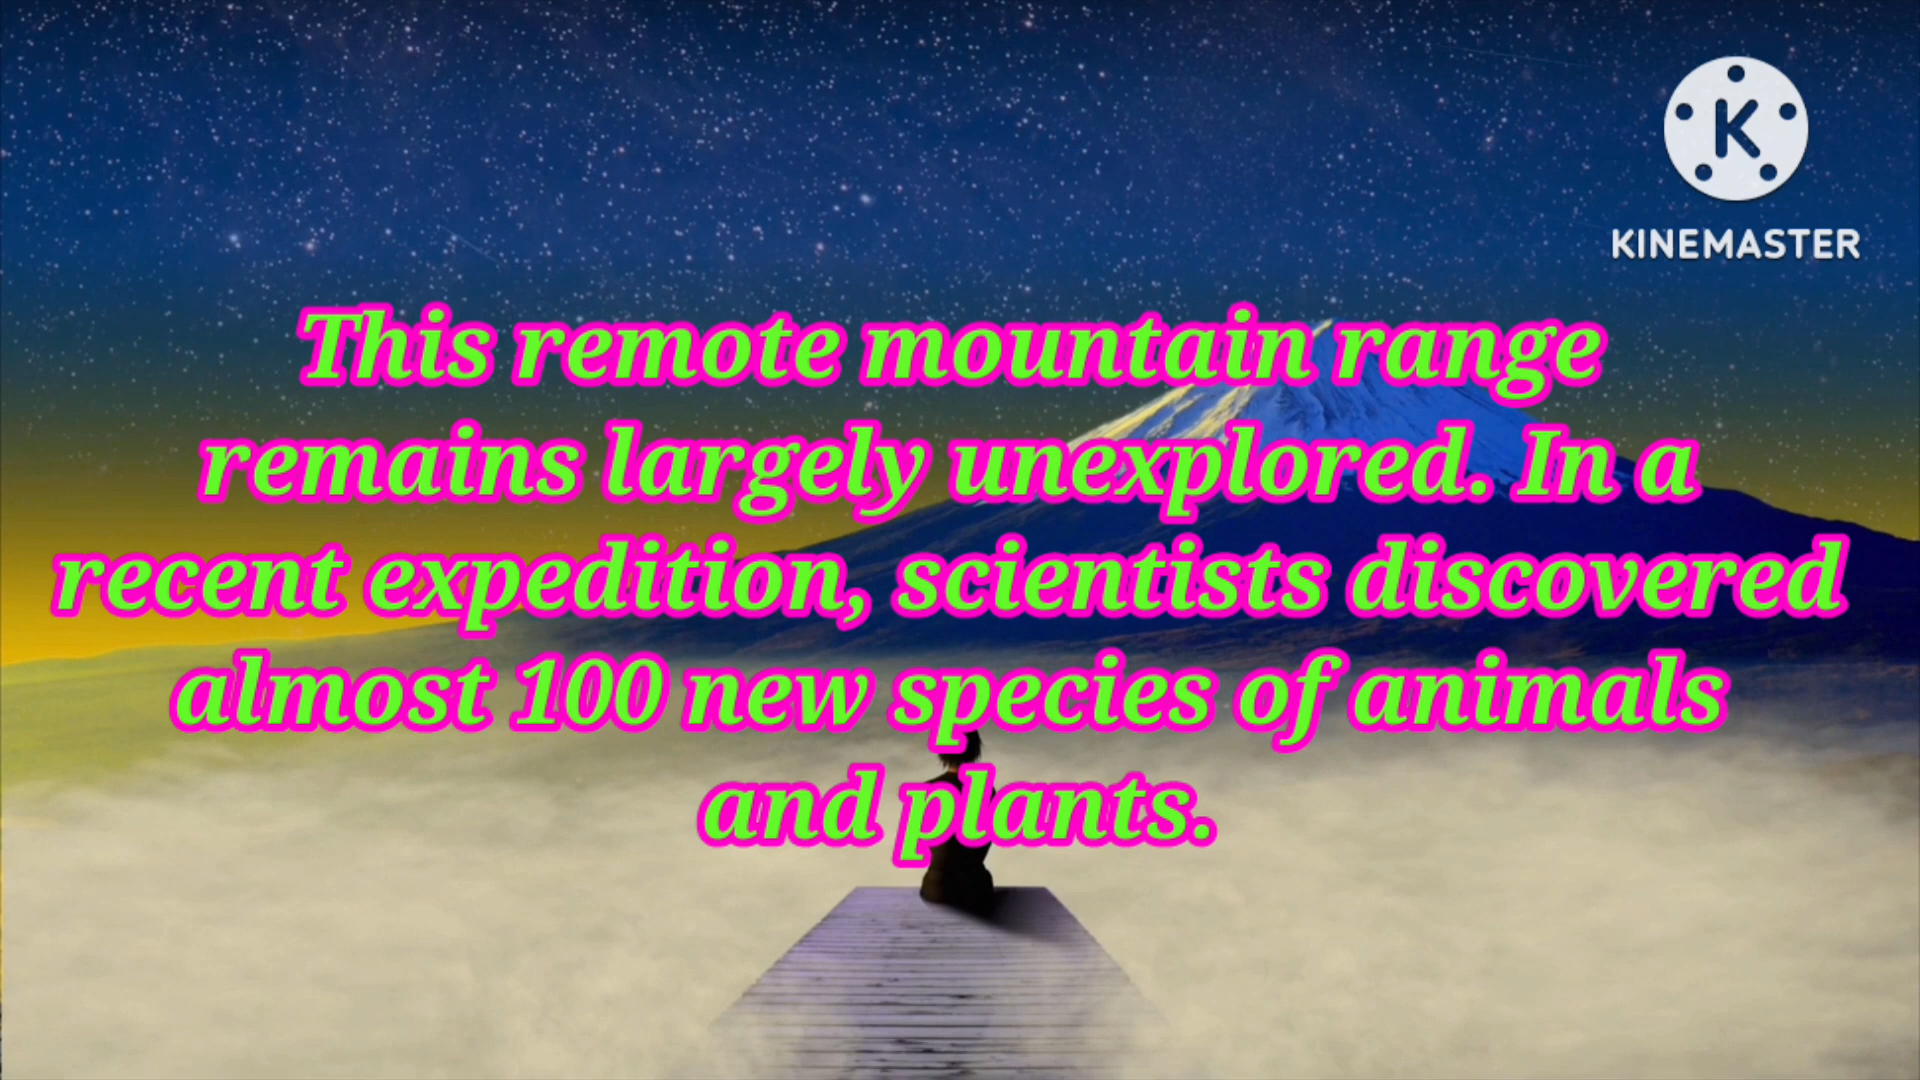 K
KINEMASTER
This remote mountain range
remains largely unexplored. In a
recent expedition, scientists discovered
almost 100 new species of animals
and plants.